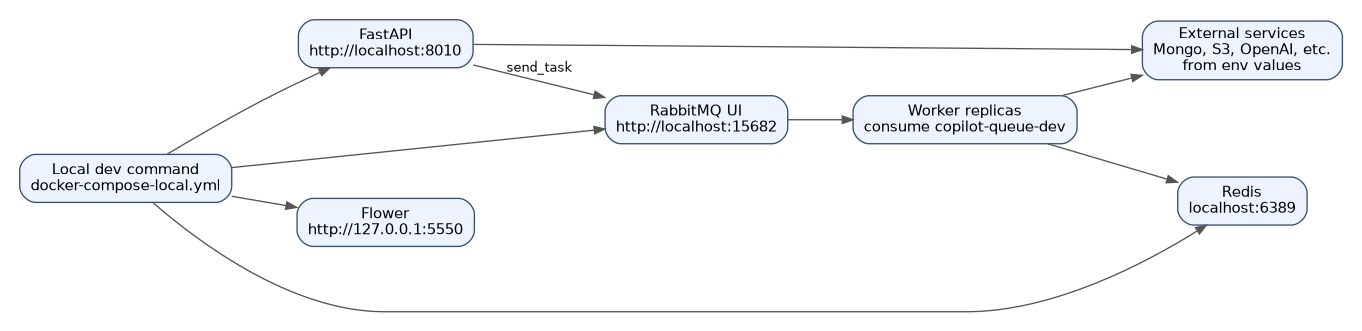 FastAPI
http://localhost:8010
External services
Mongo, S3, OpenAI, etc.
from env values
send_task
RabbitMQ UI
http://localhost:15682
Worker replicas
consume copilot-queue-dev
Local dev command
docker-compose-local.yml
Redis
localhost:6389
Flower
http://127.0.0.1:5550